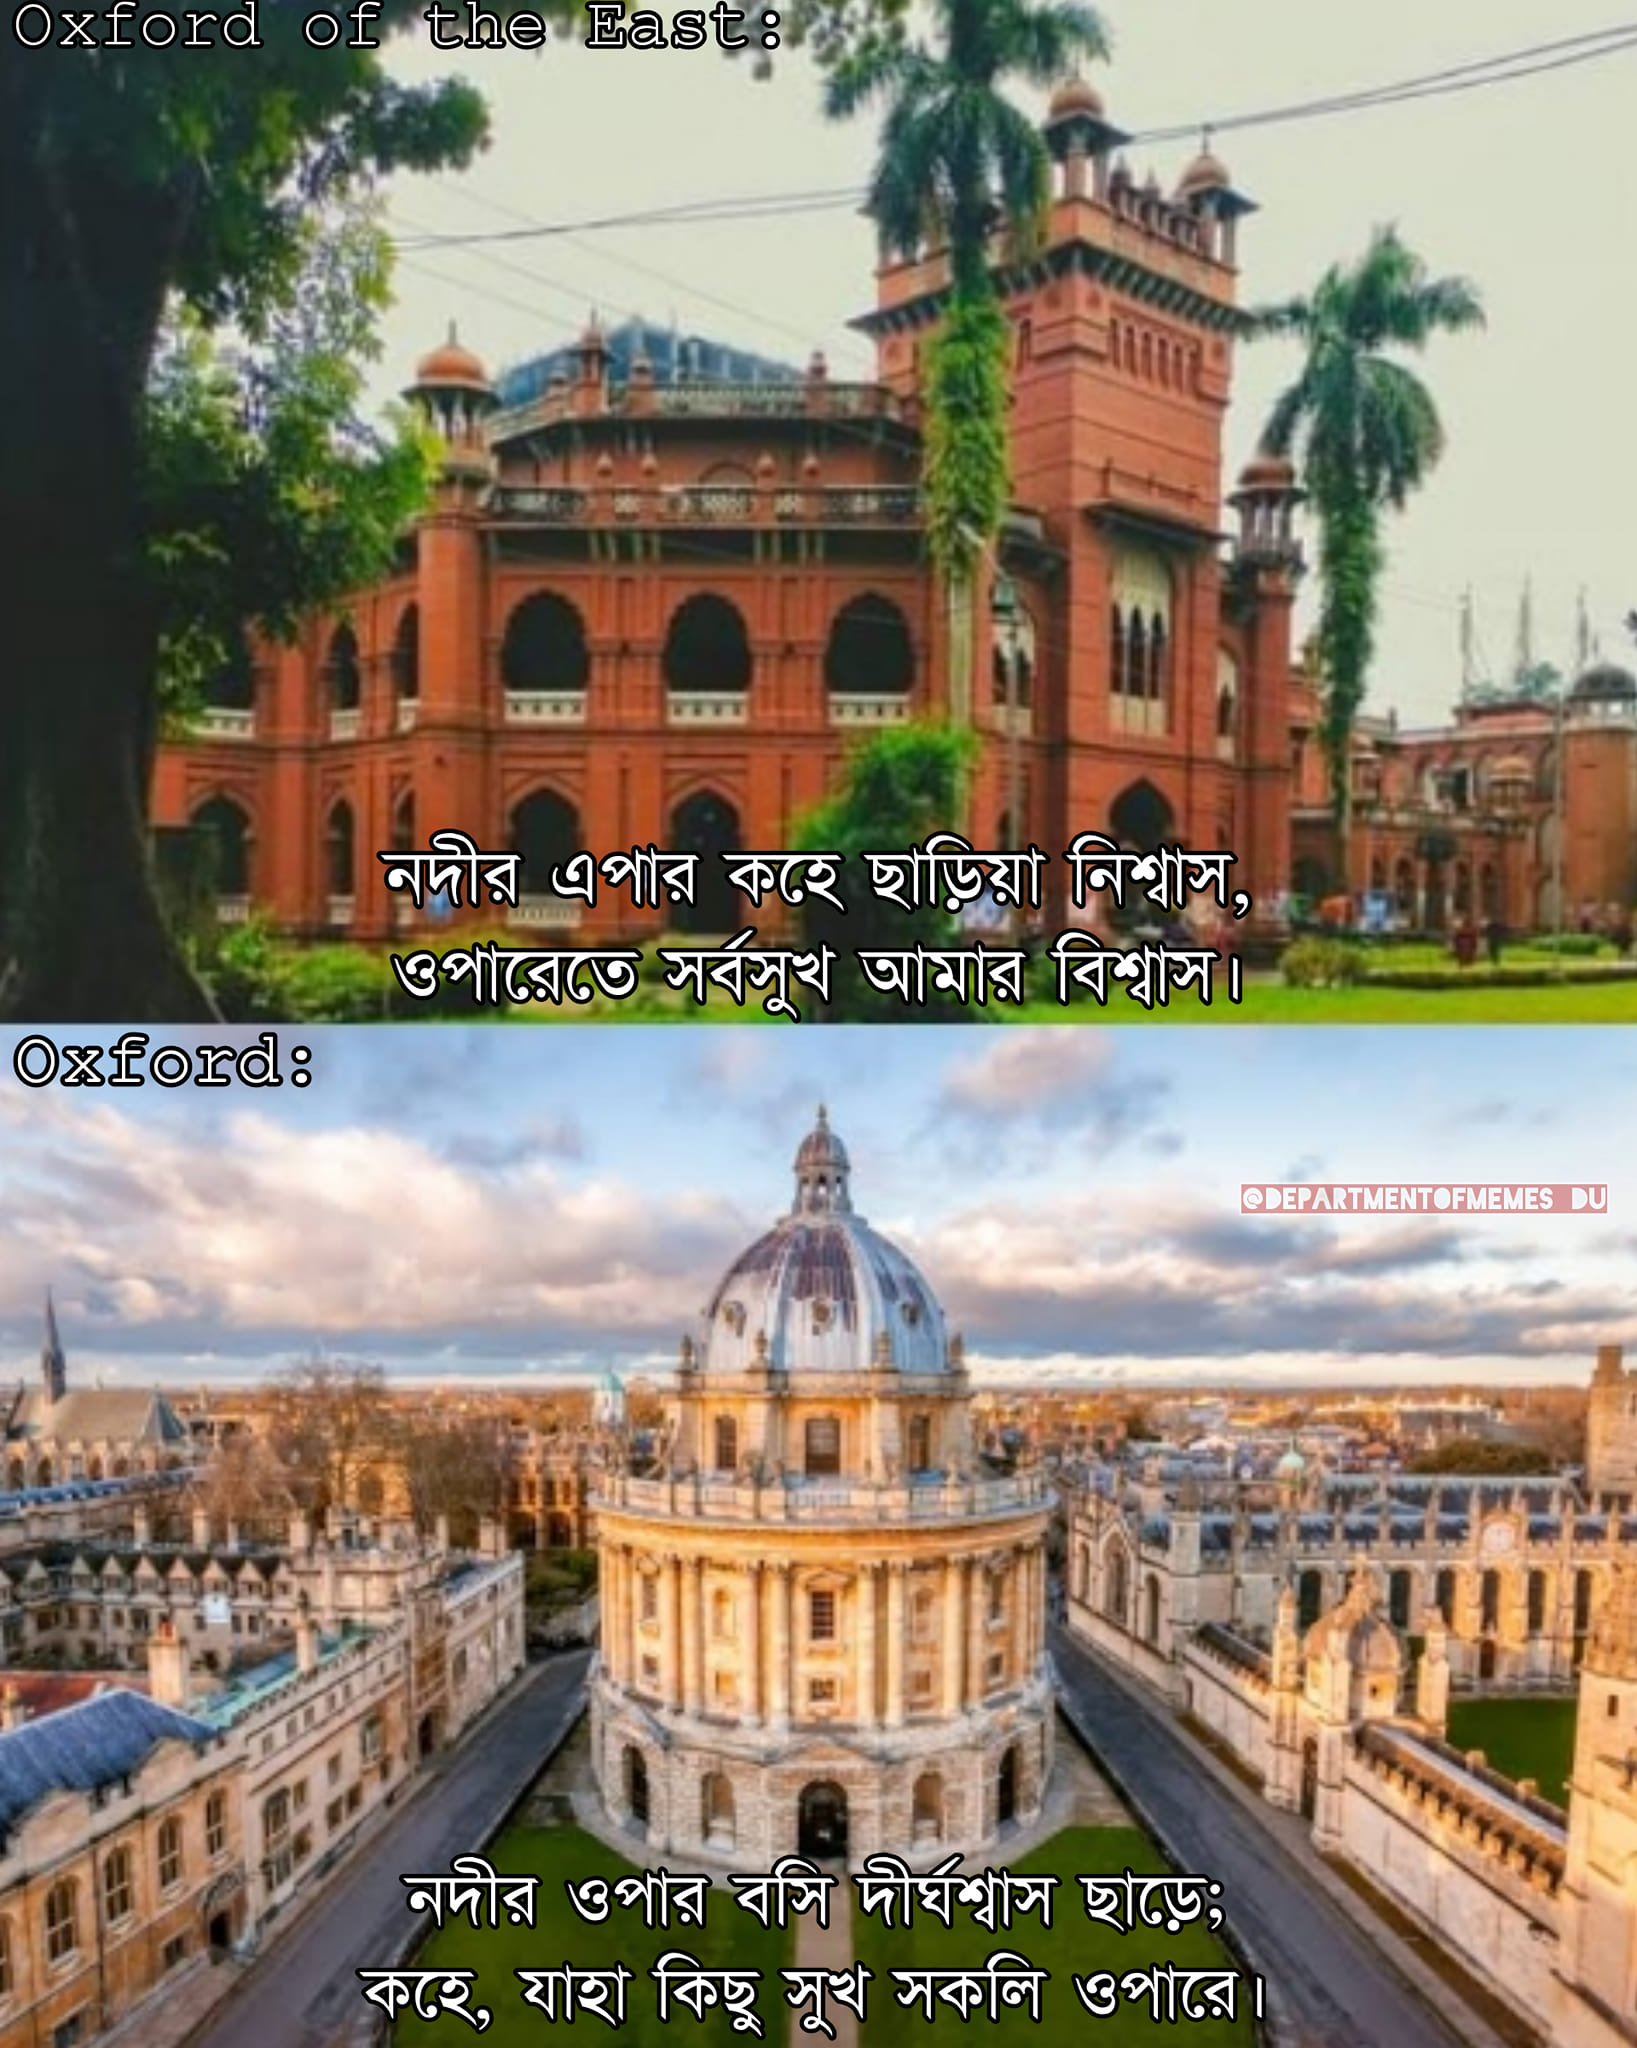 Oxford of the East:
নদীর এপার কহে ছাড়িয়া নিশ্বাস,
ওপারেতে সর্বসুখ আমার বিশ্বাস।
Oxford:
@DEPARTMENTOFMEMES_DU
নদীর ওপার বসি দীর্ঘশ্বাস ছাড়ে;
কহে, যাহা কিছু সুখ সকলি ওপারে।